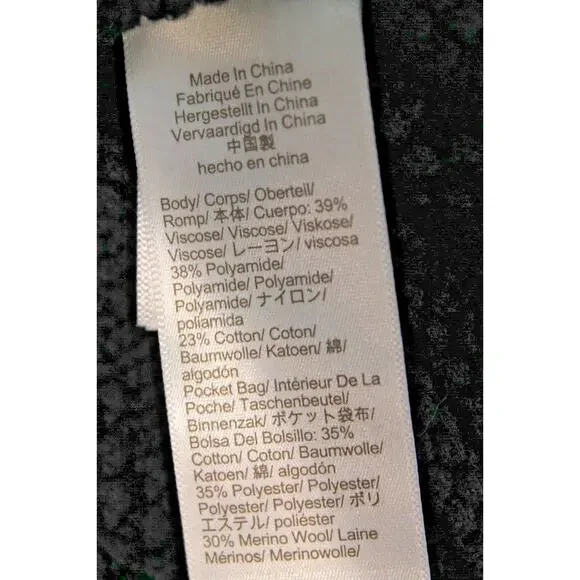 Made In China
Fabriqué En Chine
Hergestellt In China
Vervaardigd In China
中国製
hecho en china
Body/ Corps/ Oberteil/
Romp/ 本体/ Cuerpo: 39%
Viscose/ Viscose/ Viskose/
Viscose/ レーヨン/ viscosa
38% Polyamide/
Polyamide/ Polyamide/
Polyamide/ ナイロン/
poliamida
23% Cotton/ Coton/
Baumwolle/ Katoen/ 綿/
algodón
Pocket Bag/ Intérieur De La
Poche/ Taschenbeutel/
Binnenzak/ ポケット袋布/
Bolsa Del Bolsillo: 35%
Cotton/ Coton/ Baumwolle/
Katoen/ 綿/ algodón
35% Polyester/ Polyester/
Polyester/ Polyester/ ポリ
エステル/ poliéster
30% Merino Wool/ Laine
Mérinos/ Merinowolle/